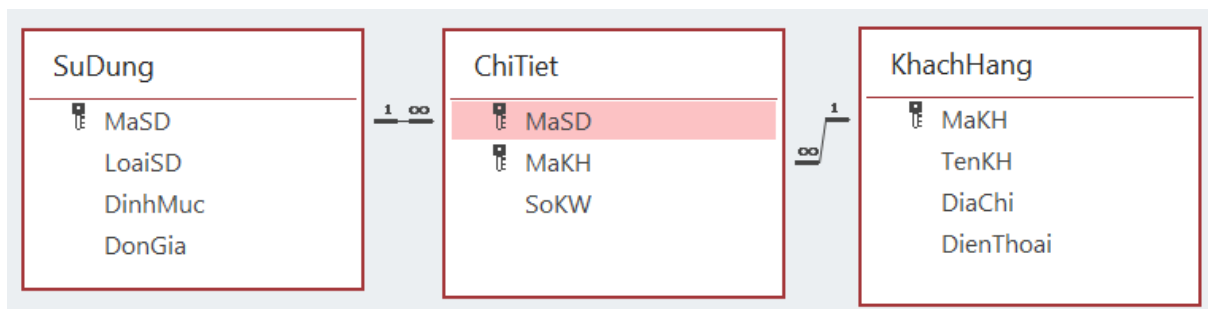 SuDung
MaSD
LoaiSD
DinhMuc
DonGia
1 ∞
ChiTiet
MaSD
MaKH
SoKW
∞ 1
KhachHang
MaKH
TenKH
DiaChi
DienThoai